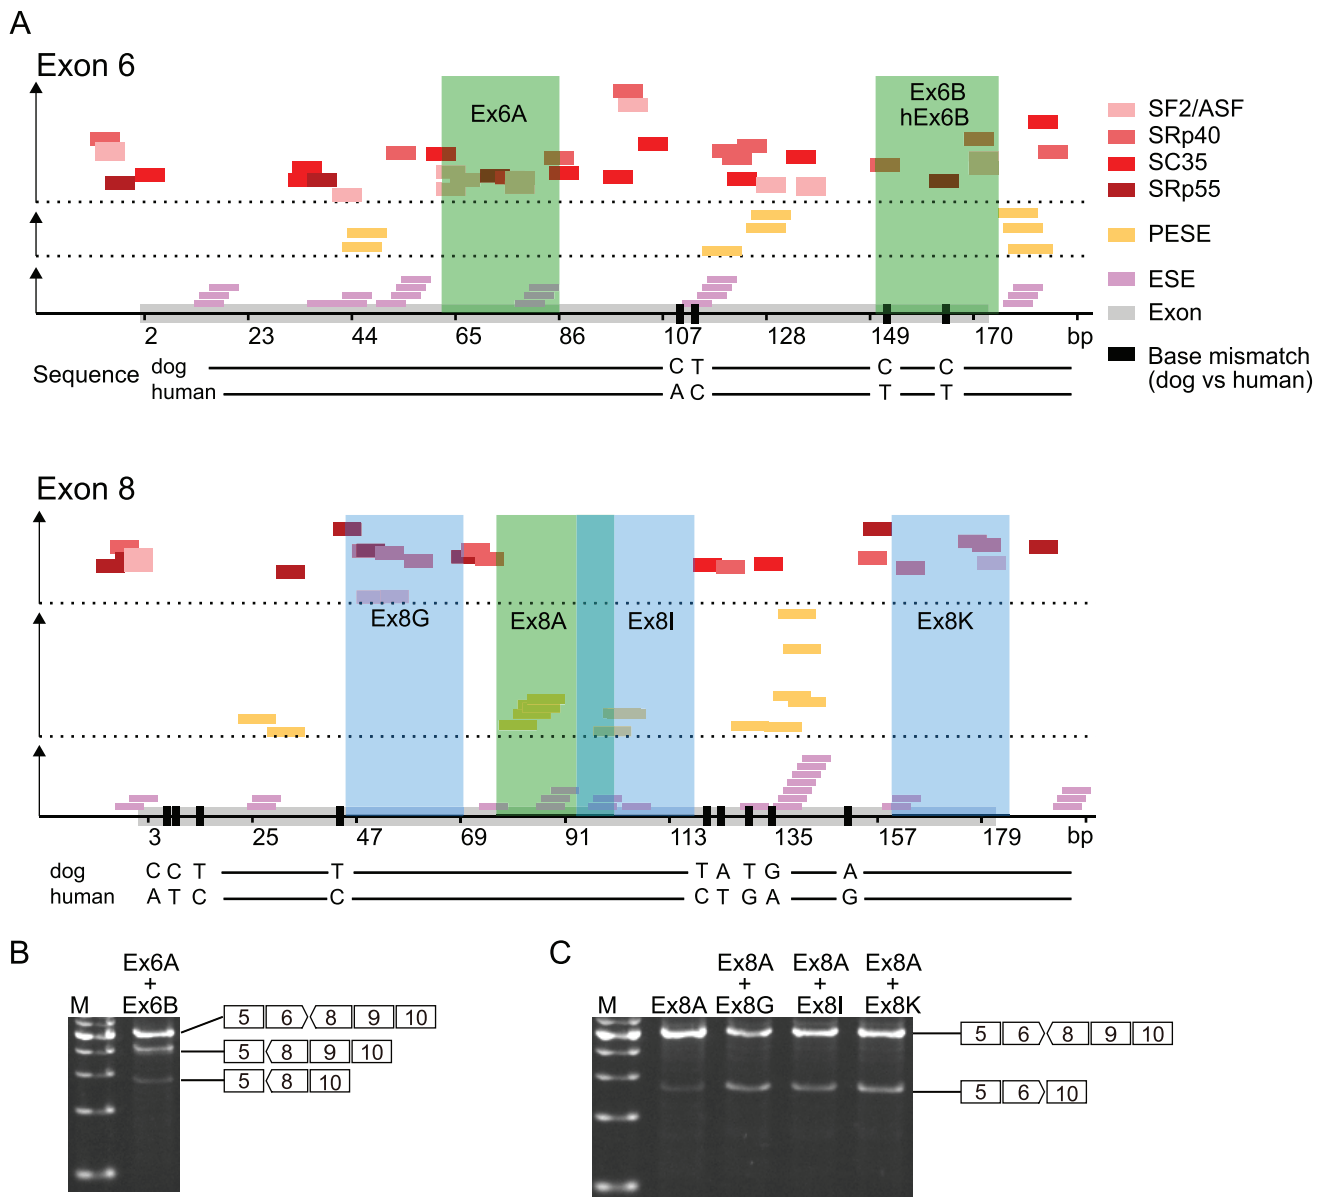 A
Exon 6
Ex6A
Ex6B
hEx6B
SF2/ASF
SRp40
SC35
SRp55
PESE
ESE
Exon
Base mismatch
(dog vs human)
2 23 44 65 86 107 128 149 170 bp
Sequence
dog C T C C
human A C T T
Exon 8
Ex8G Ex8A Ex8I Ex8K
3 25 47 69 91 113 135 157 179 bp
dog C C T T T A T G A
human A T C C C T G A G
B
Ex6A
+
M Ex6B
5 6 8 9 10
5 8 9 10
5 8 10
C
Ex8A Ex8A Ex8A
+ + +
M Ex8A Ex8G Ex8I Ex8K
5 6 8 9 10
5 6 10